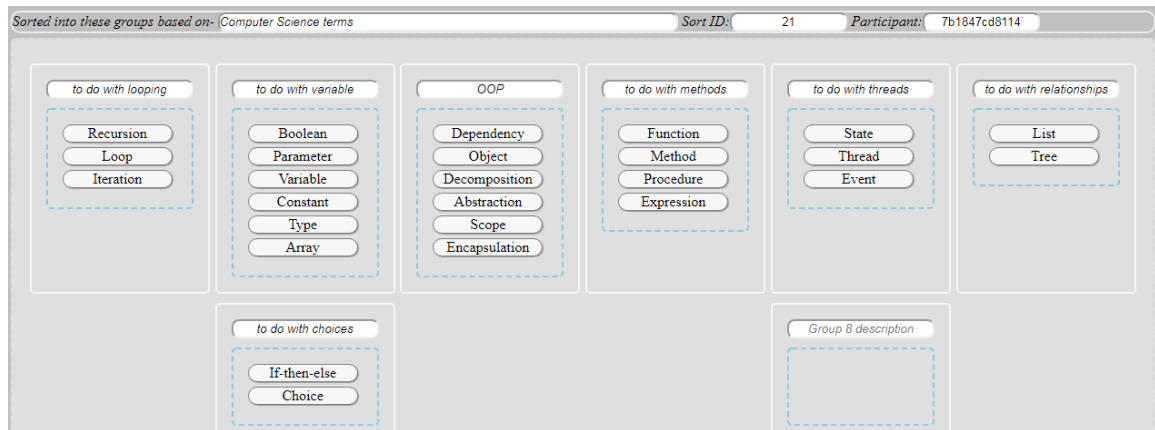 Sorted into these groups based on- Computer Science terms Sort ID: 21 Participant: 7b1847cd8114
to do with looping
Recursion
Loop
Iteration
to do with variable
Boolean
Parameter
Variable
Constant
Type
Array
OOP
Dependency
Object
Decomposition
Abstraction
Scope
Encapsulation
to do with methods
Function
Method
Procedure
Expression
to do with threads
State
Thread
Event
to do with relationships
List
Tree
to do with choices
If-then-else
Choice
Group 8 description